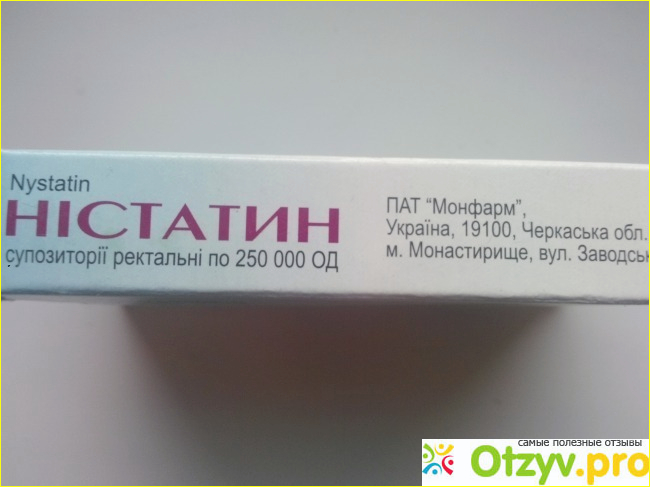 Nystatin
НІСТАТИН
супозиторії ректальні по 250 000 ОД
ПАТ “Монфарм”,
Україна, 19100, Черкаська обл.
м. Монастирище, вул. Заводсь
самые полезные отзывы
Otzyv.pro